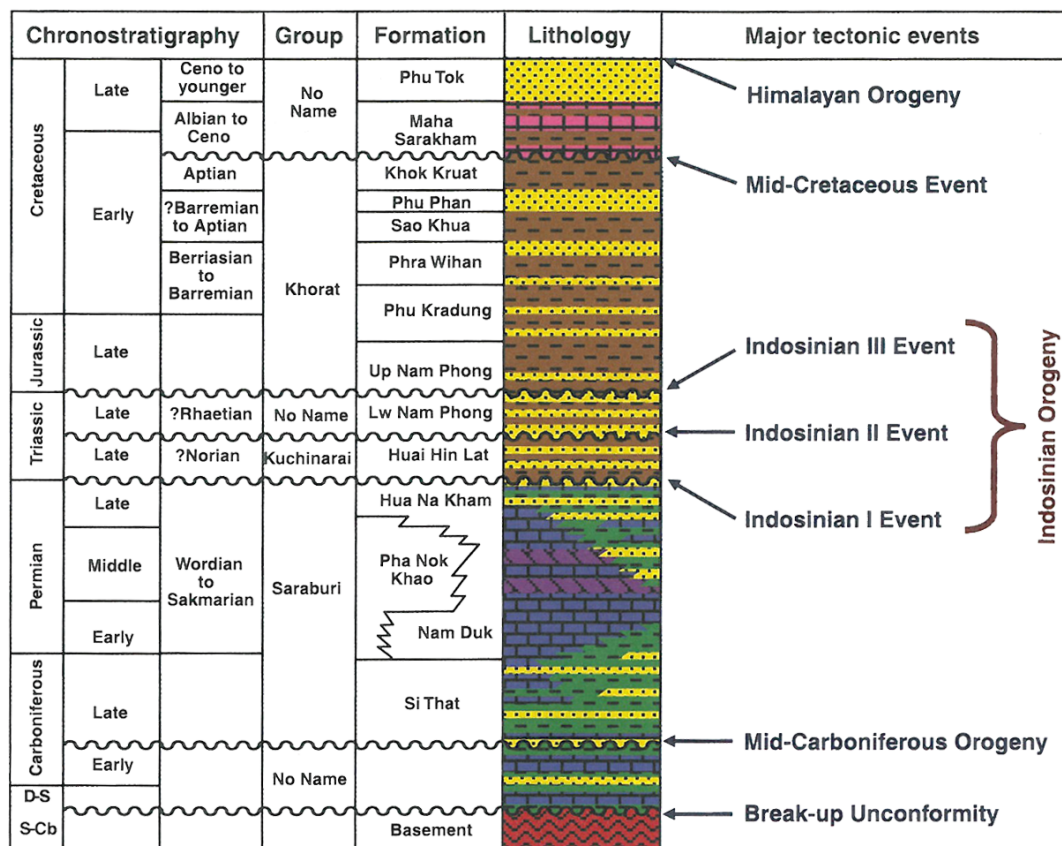 Chronostratigraphy
Group
Formation
Lithology
Major tectonic events
Cretaceous
Late
Ceno to
younger
No
Name
Phu Tok
Himalayan Orogeny
Albian to
Ceno
Maha
Sarakham
Early
Aptian
Khorat
Khok Kruat
Mid-Cretaceous Event
?Barremian
to Aptian
Phu Phan
Sao Khua
Berriasian
to
Barremian
Phra Wihan
Phu Kradung
Jurassic
Late
Up Nam Phong
Indosinian III Event
Indosinian Orogeny
Triassic
Late
?Rhaetian
No Name
Lw Nam Phong
Indosinian II Event
Late
?Norian
Kuchinarai
Huai Hin Lat
Permian
Late
Hua Na Kham
Indosinian I Event
Middle
Wordian
to
Sakmarian
Saraburi
Pha Nok
Khao
Early
Nam Duk
Carboniferous
Late
Si That
Mid-Carboniferous Orogeny
Early
No Name
D-S
Break-up Unconformity
S-Cb
Basement